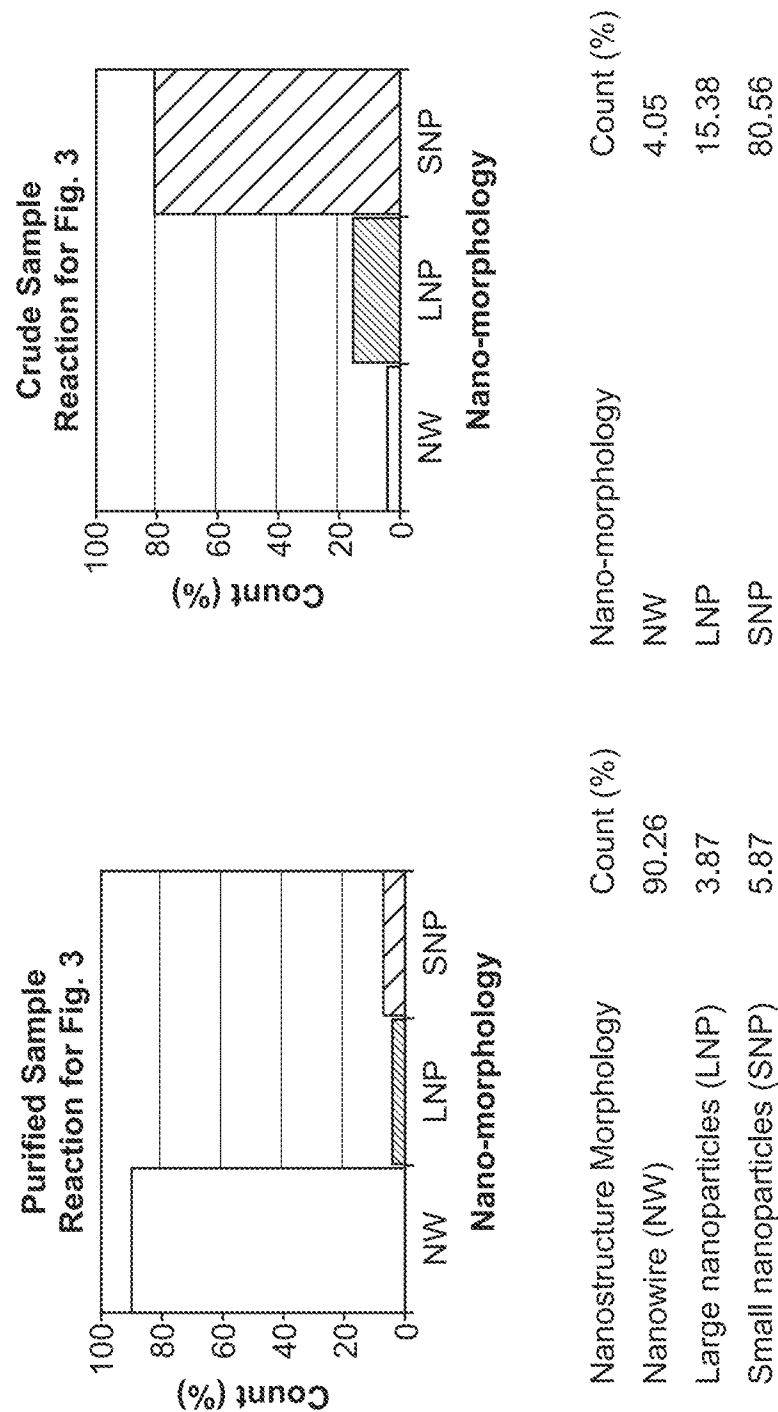 Purified Sample
Reaction for Fig. 3
Count (%)
100
80
60
40
20
0
NW
LNP
SNP
Nano-morphology
Nanostructure Morphology Count (%)
Nanowire (NW) 90.26
Large nanoparticles (LNP) 3.87
Small nanoparticles (SNP) 5.87
Crude Sample
Reaction for Fig. 3
Count (%)
100
80
60
40
20
0
NW
LNP
SNP
Nano-morphology
Nano-morphology Count (%)
NW 4.05
LNP 15.38
SNP 80.56